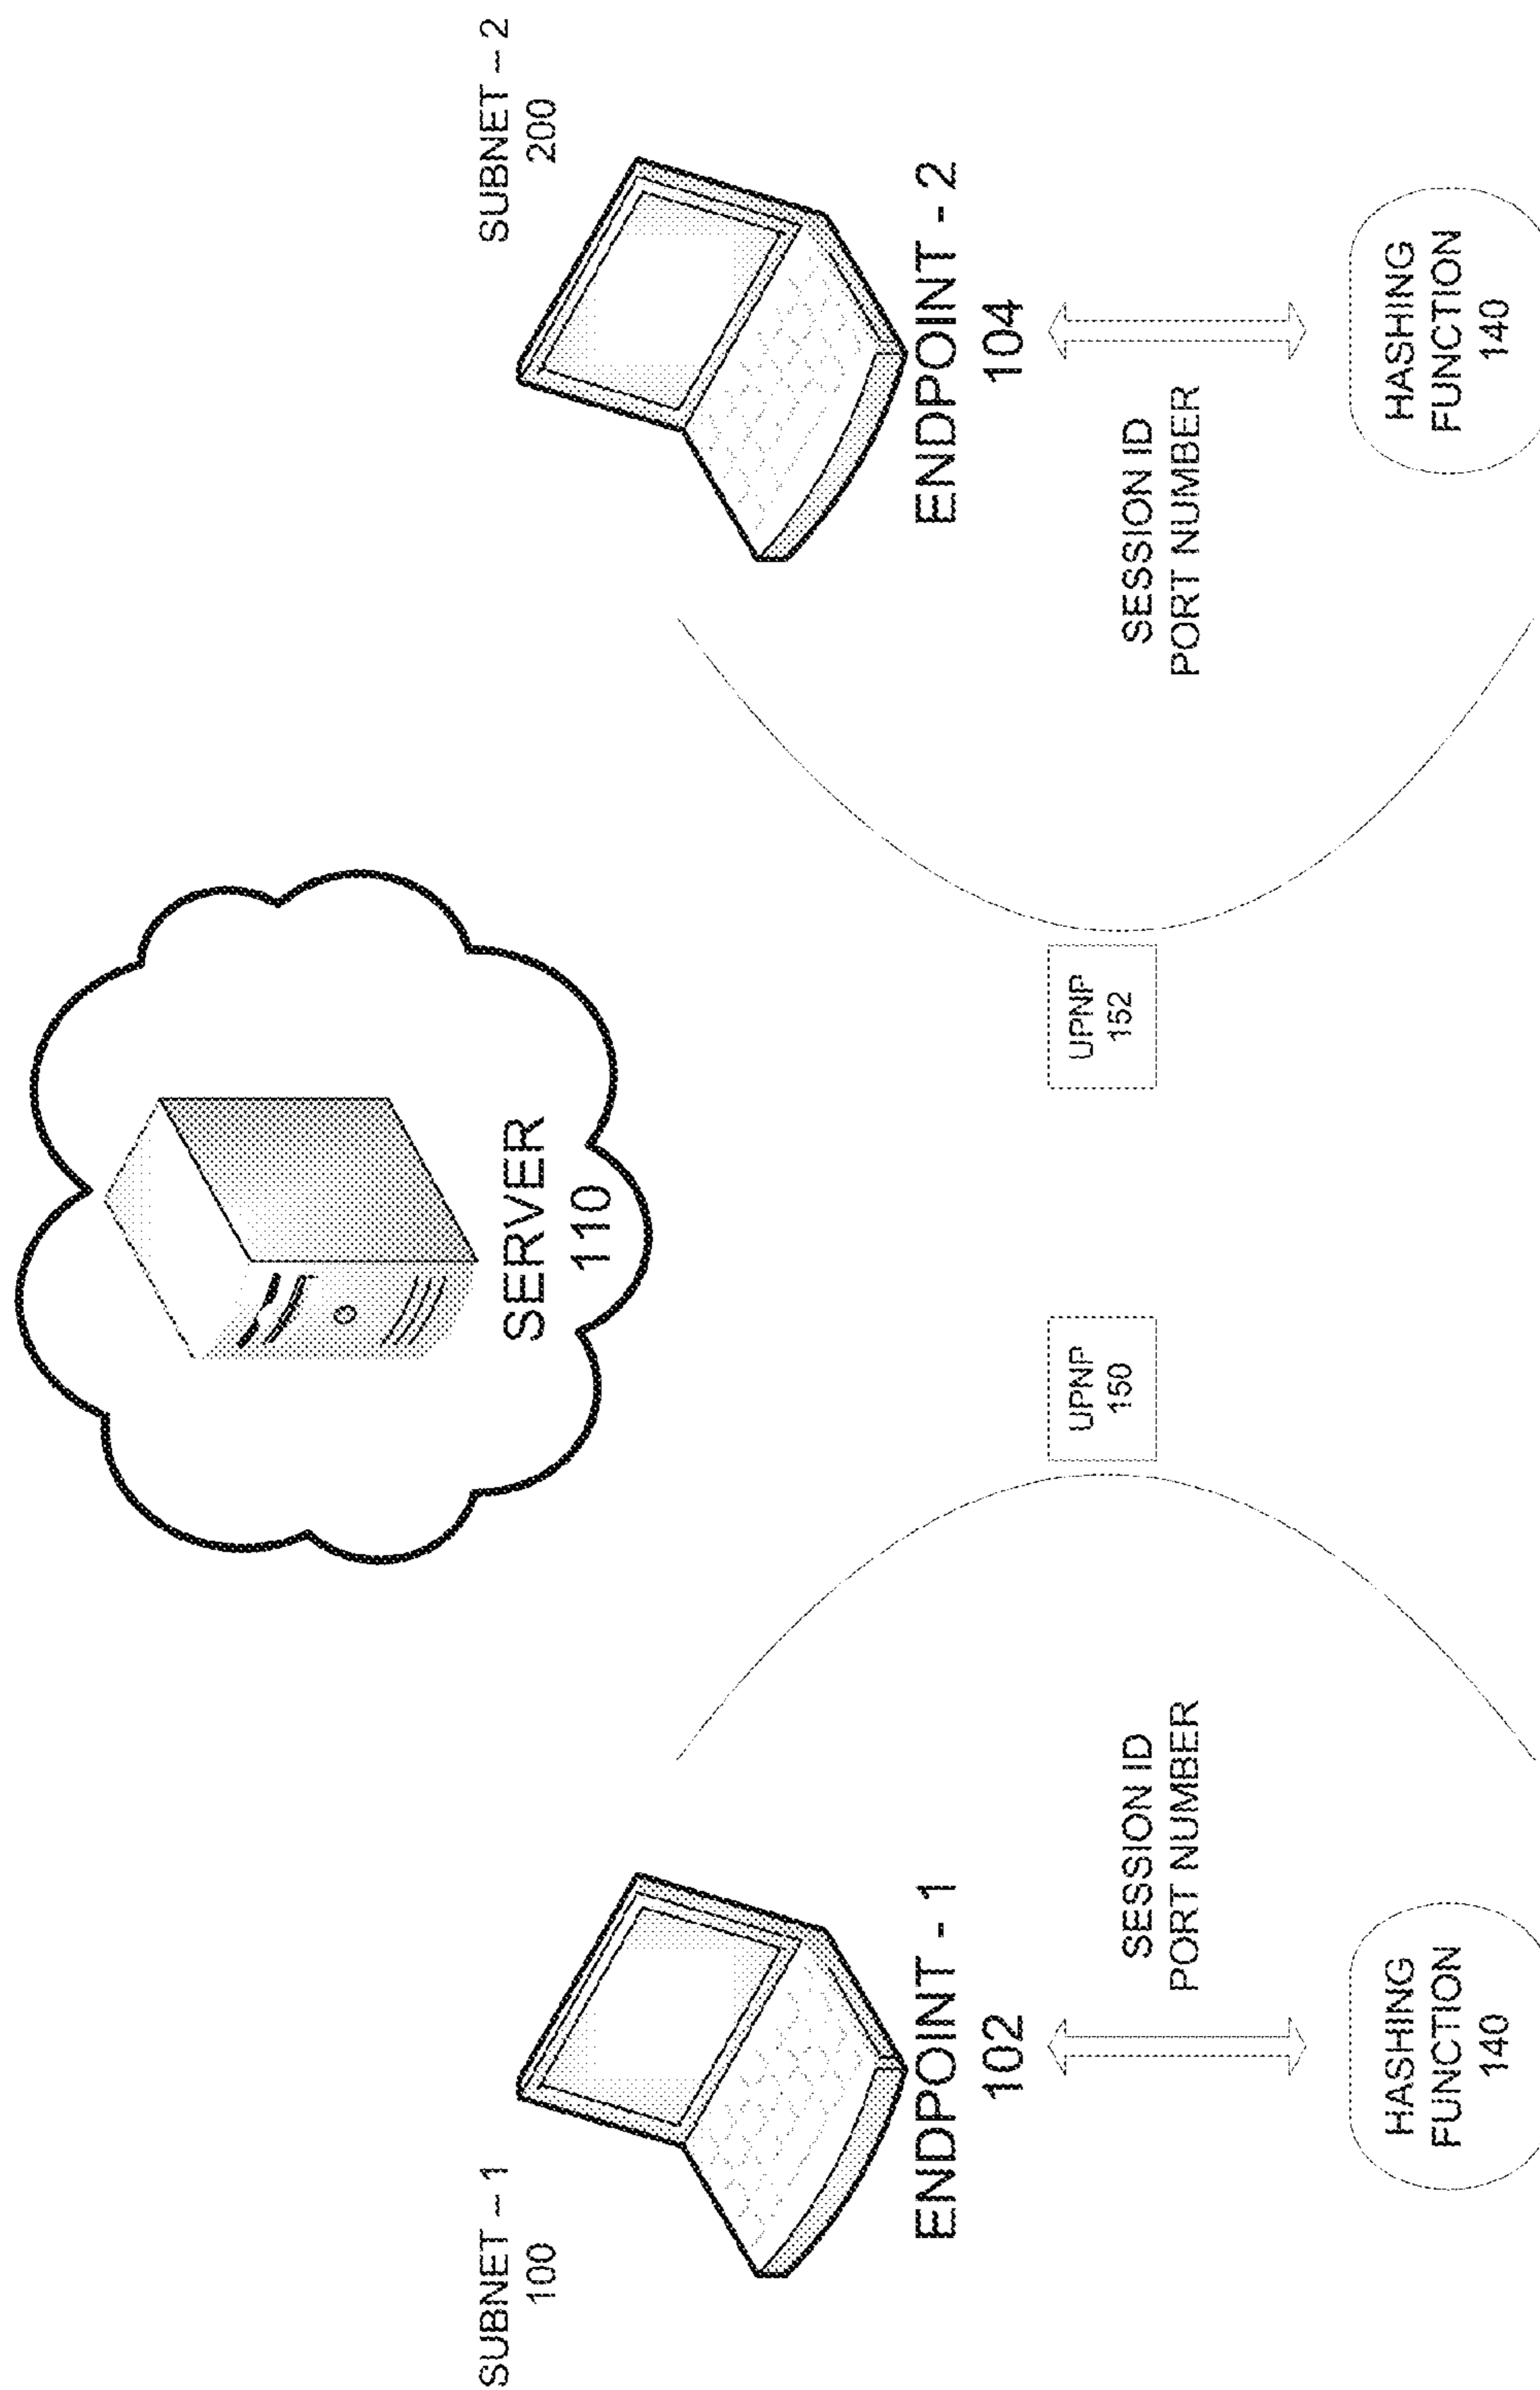 SUBNET – 1
100
ENDPOINT - 1
102
SESSION ID
PORT NUMBER
HASHING
FUNCTION
140
SERVER
110
UPNP
150
UPNP
152
SUBNET – 2
200
ENDPOINT - 2
104
SESSION ID
PORT NUMBER
HASHING
FUNCTION
140